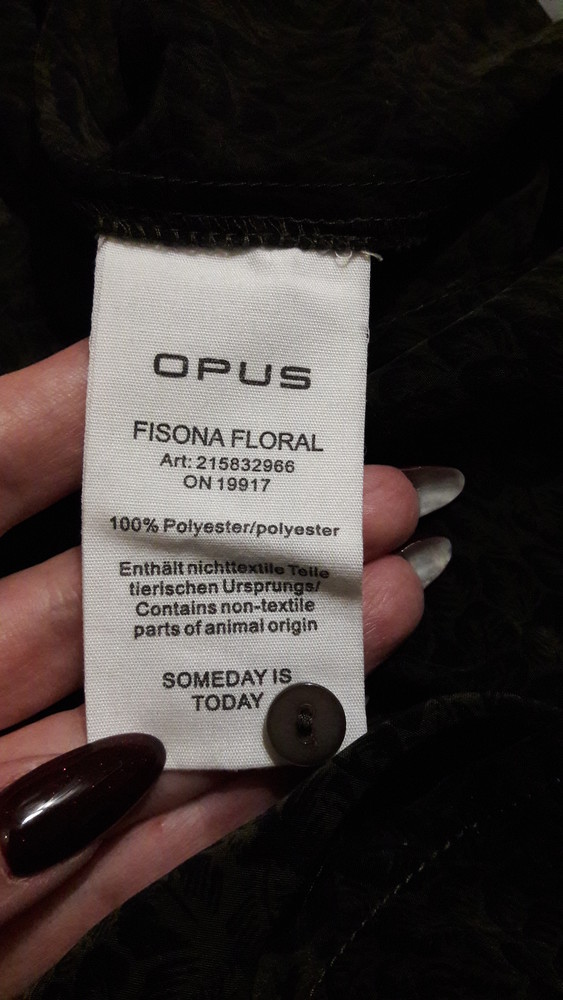 OPUS
FISONA FLORAL
Art: 215832966
ON 19917
100% Polyester/polyester
Enthält nichttextile Teile
tierischen Ursprungs/
Contains non-textile
parts of animal origin
SOMEDAY IS
TODAY